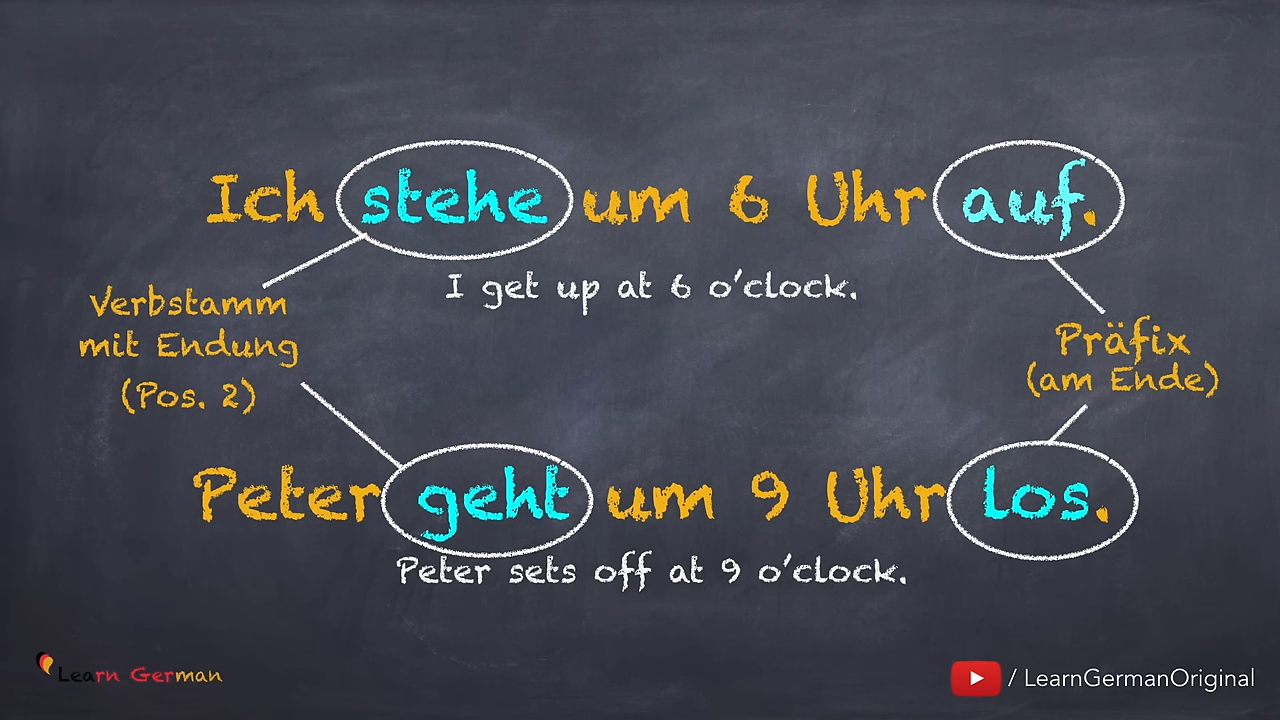 Ich stehe um 6 Uhr auf.
I get up at 6 o'clock.
Verbstamm
mit Endung
(Pos. 2)
Präfix
(am Ende)
Peter geht um 9 Uhr los.
Peter sets off at 9 o'clock.
Learn German
/ LearnGermanOriginal